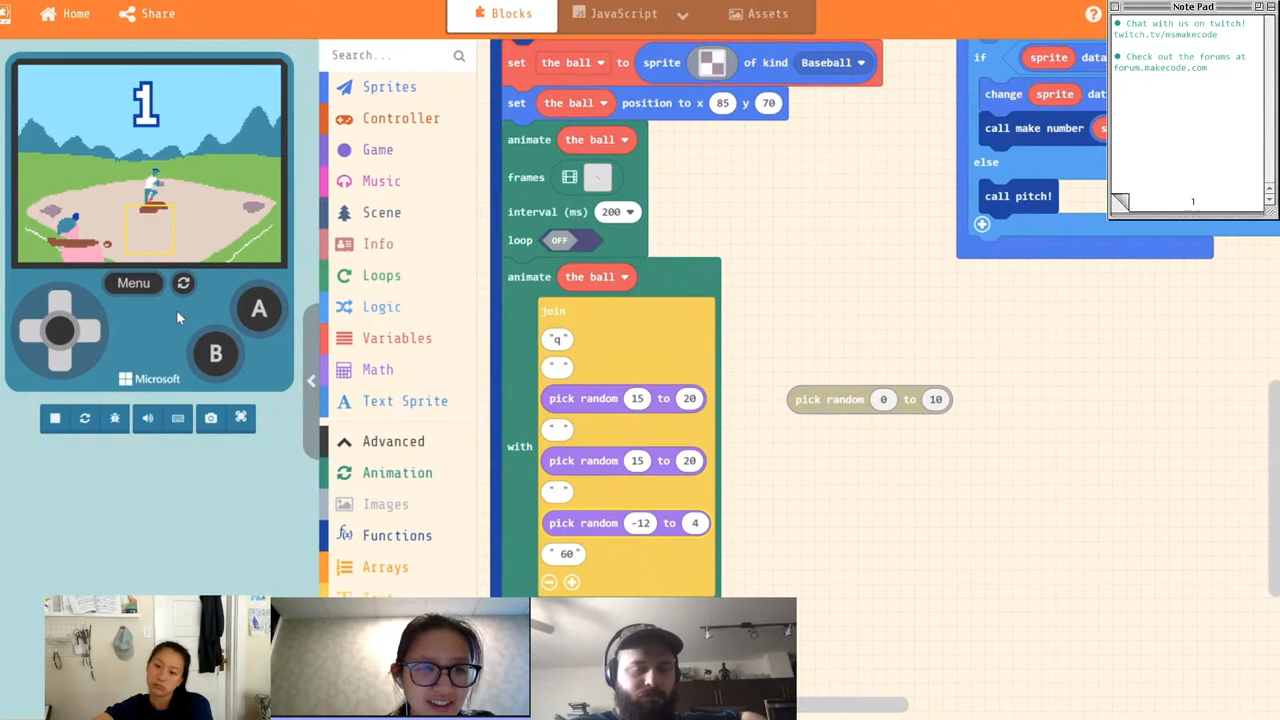 Home
Share
Blocks
JavaScript
Assets
?
Note Pad
Chat with us on twitch!
twitch.tv/msmakecode
Check out the forums at
forum.makecode.com
1
1
Menu
A
B
Microsoft
Search...
Sprites
Controller
Game
Music
Scene
Info
Loops
Logic
Variables
Math
Text Sprite
Advanced
Animation
Images
f(x) Functions
Arrays
set the ball to sprite of kind Baseball
set the ball position to x 85 y 70
animate the ball
frames
interval (ms) 200
loop OFF
animate the ball
join
"q"
" "
pick random 15 to 20
" "
with
pick random 15 to 20
" "
pick random -12 to 4
" 60"
pick random 0 to 10
if sprite data
change sprite dat
call make number s
else
call pitch!